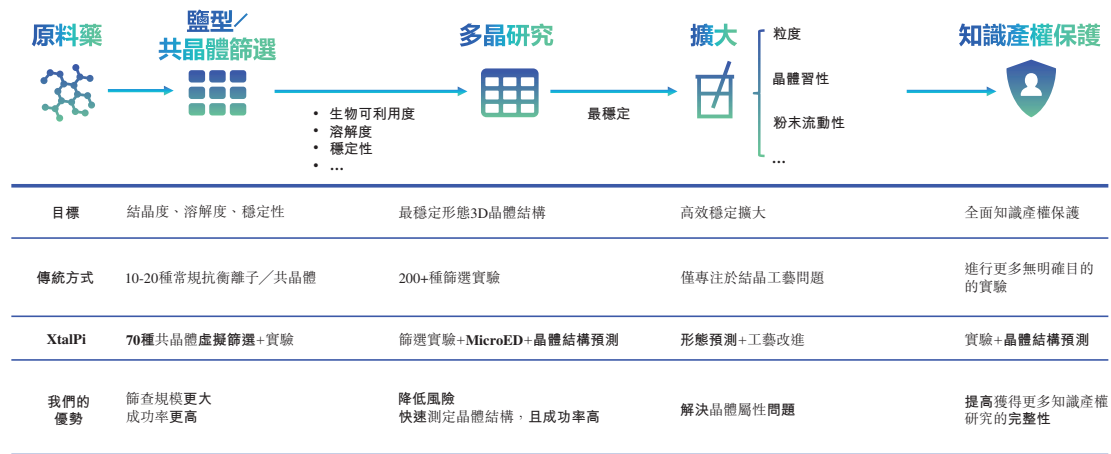 原料藥
鹽型／
共晶體篩選
多晶研究
擴大
知識產權保護
• 生物可利用度
• 溶解度
• 穩定性
• ...
最穩定
粒度
晶體習性
粉末流動性
...
目標
結晶度、溶解度、穩定性
最穩定形態3D晶體結構
高效穩定擴大
全面知識產權保護
傳統方式
10-20種常規抗衡離子／共晶體
200+種篩選實驗
僅專注於結晶工藝問題
進行更多無明確目的
的實驗
XtalPi
70種共晶體虛擬篩選+實驗
篩選實驗+MicroED+晶體結構預測
形態預測+工藝改進
實驗+晶體結構預測
我們的
優勢
篩查規模更大
成功率更高
降低風險
快速測定晶體結構，且成功率高
解決晶體屬性問題
提高獲得更多知識產權
研究的完整性